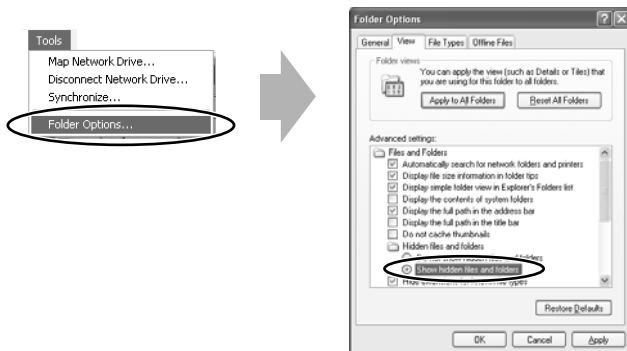 Tools
Map Network Drive...
Disconnect Network Drive...
Synchronize...
Folder Options...
Folder Options
General View File Types Offline Files
Folder views
You can apply the view (such as Details or Tiles) that
you are using for this folder to all folders.
Apply to All Folders Reset All Folders
Advanced settings:
Files and Folders
Automatically search for network folders and printers
Display file size information in folder tips
Display simple folder view in Explorer's Folders list
Display the contents of system folders
Display the full path in the address bar
Display the full path in the title bar
Do not cache thumbnails
Hidden files and folders
folders
Show hidden files and folders
Hide types
Restore Defaults
OK Cancel Apply